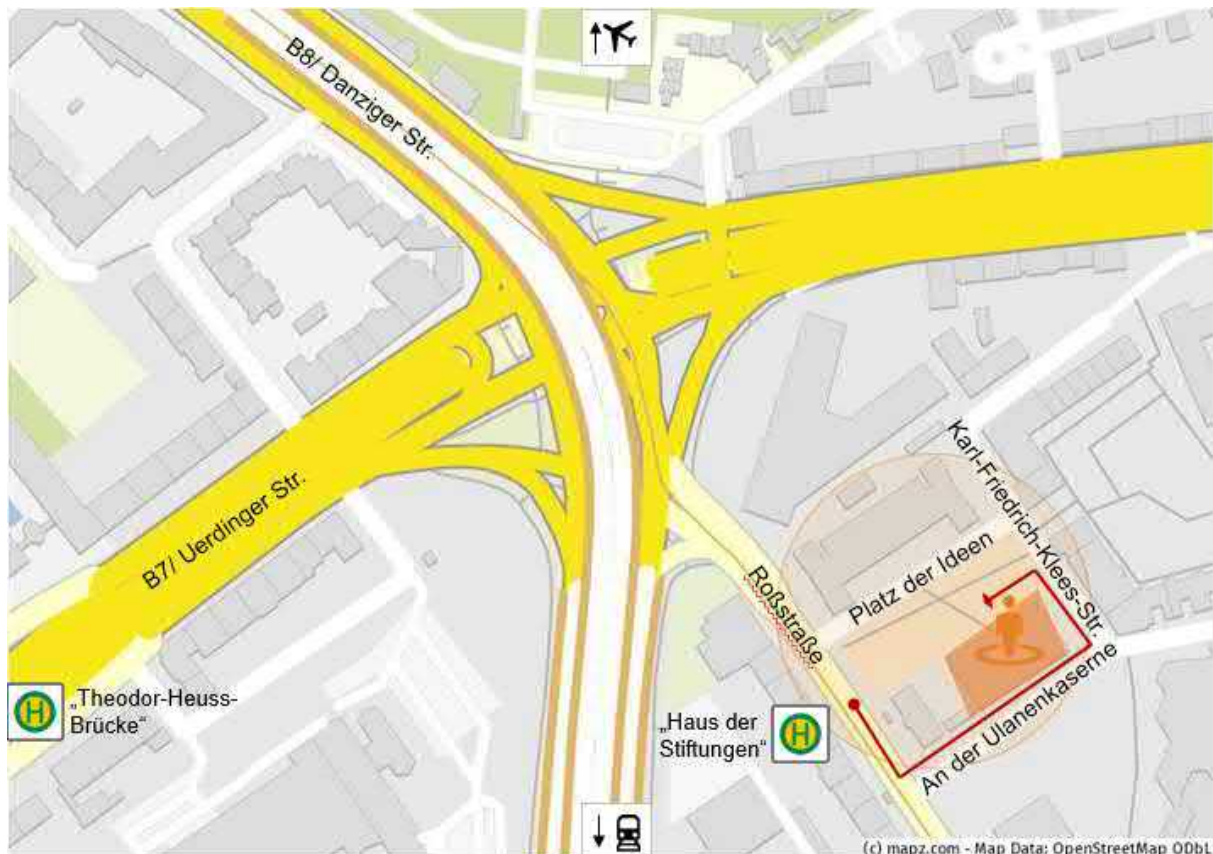 B8/ Danziger Str.
B7/ Uerdinger Str.
Karl-Friedrich-Klees-Str.
Platz der Ideen
Roßstraße
An der Ulanenkaserne
H
„Theodor-Heuss-
Brücke“
„Haus der
Stiftungen“
H
(c) mapz.com - Map Data: OpenStreetMap ODbL